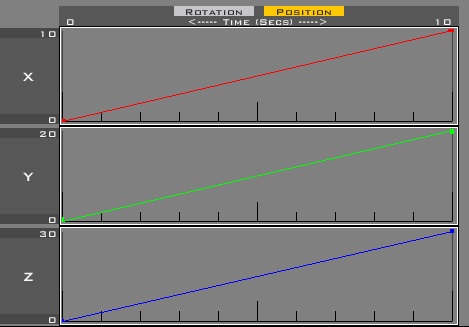 ROTATION POSITION
0 <----- TIME (SECS) -----> 10
10
X
0
20
Y
0
30
Z
0